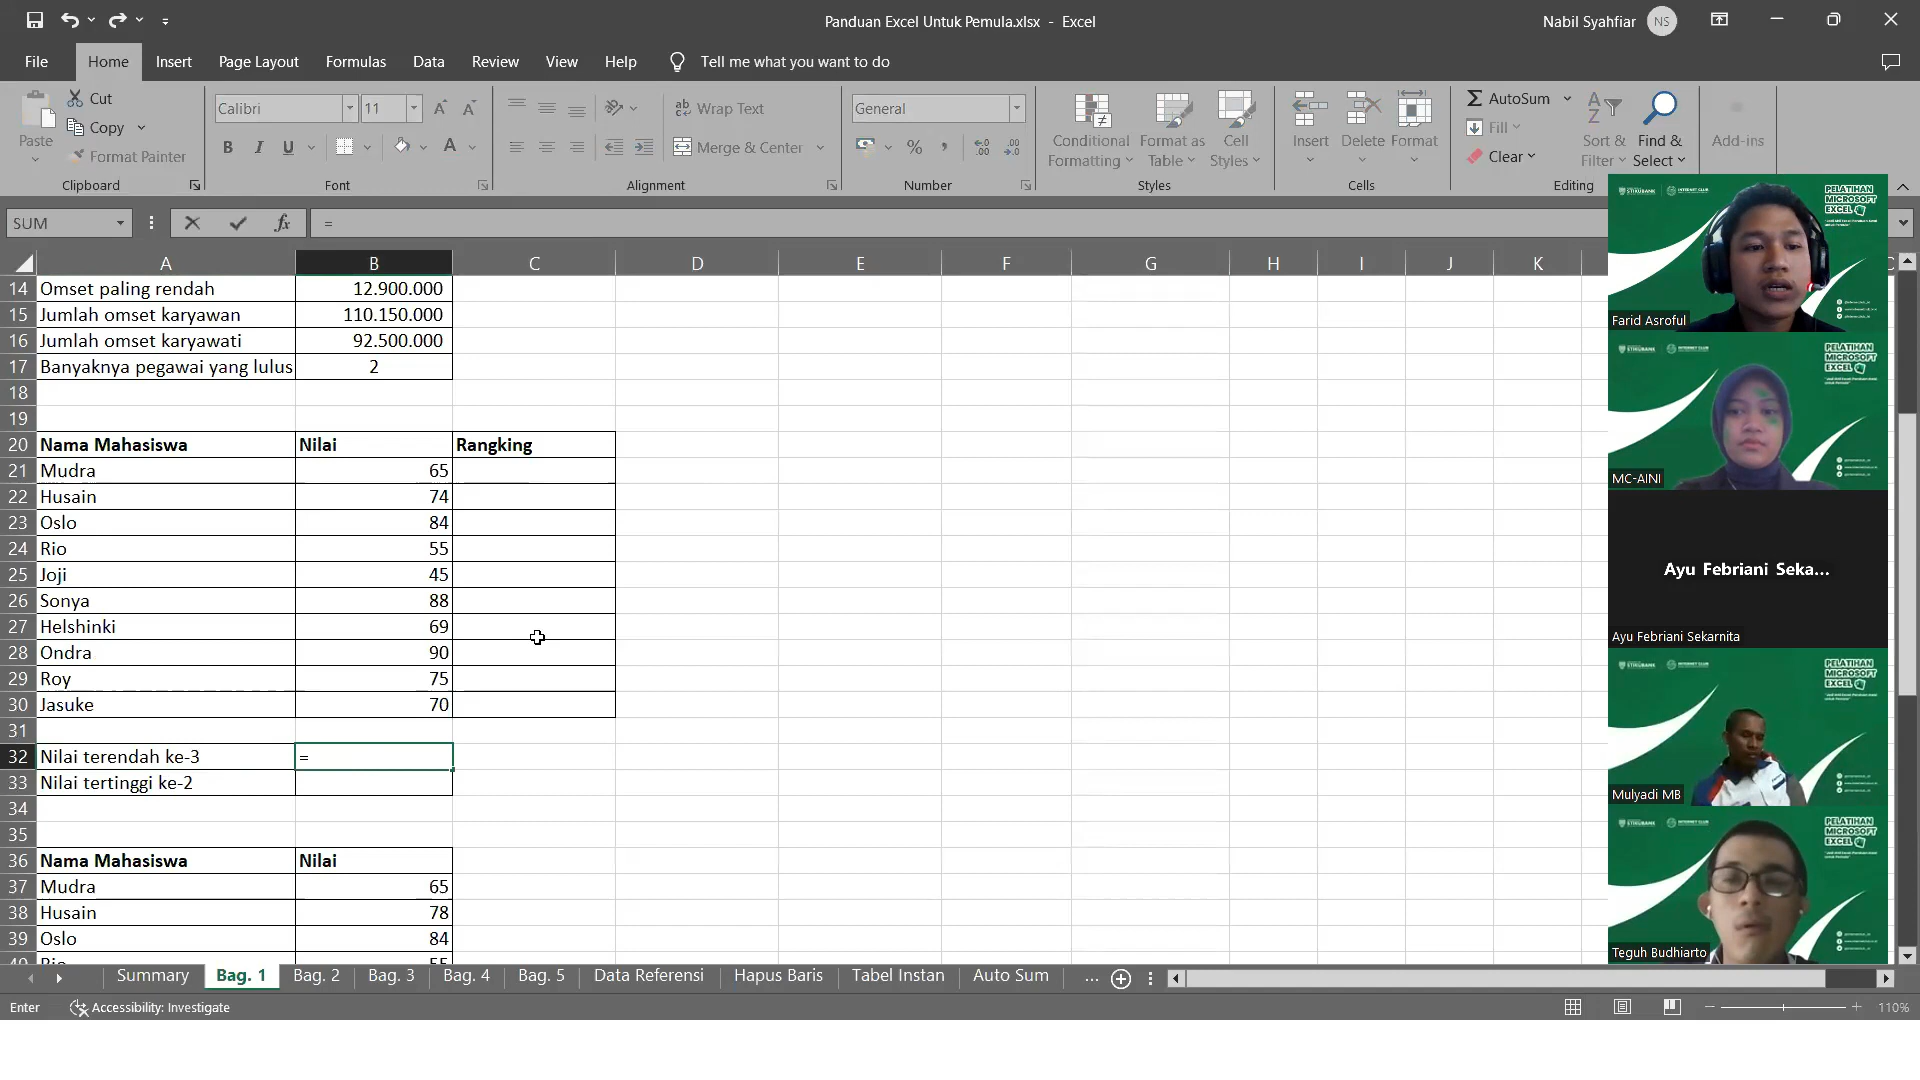 Panduan Excel Untuk Pemula.xlsx - Excel
Nabil Syahfiar NS
File Home Insert Page Layout Formulas Data Review View Help Tell me what you want to do
Paste
Cut
Copy
Format Painter
Clipboard
Calibri 11
B I U
Font
Wrap Text
Merge & Center
Alignment
General
%
Number
Conditional Formatting
Format as Table
Cell Styles
Styles
Insert Delete Format
Cells
AutoSum
Fill
Clear
Sort & Filter
Find & Select
Editing
Add-ins
SUM fx =
A B C D E F G H I J K
14 Omset paling rendah 12.900.000
15 Jumlah omset karyawan 110.150.000
16 Jumlah omset karyawati 92.500.000
17 Banyaknya pegawai yang lulus 2
18
19
20 Nama Mahasiswa Nilai Rangking
21 Mudra 65
22 Husain 74
23 Oslo 84
24 Rio 55
25 Joji 45
26 Sonya 88
27 Helshinki 69
28 Ondra 90
29 Roy 75
30 Jasuke 70
31
32 Nilai terendah ke-3 =
33 Nilai tertinggi ke-2
34
35
36 Nama Mahasiswa Nilai
37 Mudra 65
38 Husain 78
39 Oslo 84
PELATIHAN
MICROSOFT
EXCEL
Farid Asroful
PELATIHAN
MICROSOFT
EXCEL
MC-AINI
Ayu Febriani Seka...
Ayu Febriani Sekarnita
PELATIHAN
MICROSOFT
EXCEL
Mulyadi MB
PELATIHAN
MICROSOFT
EXCEL
Teguh Budhiarto
Summary Bag. 1 Bag. 2 Bag. 3 Bag. 4 Bag. 5 Data Referensi Hapus Baris Tabel Instan Auto Sum ...
Enter Accessibility: Investigate 110%